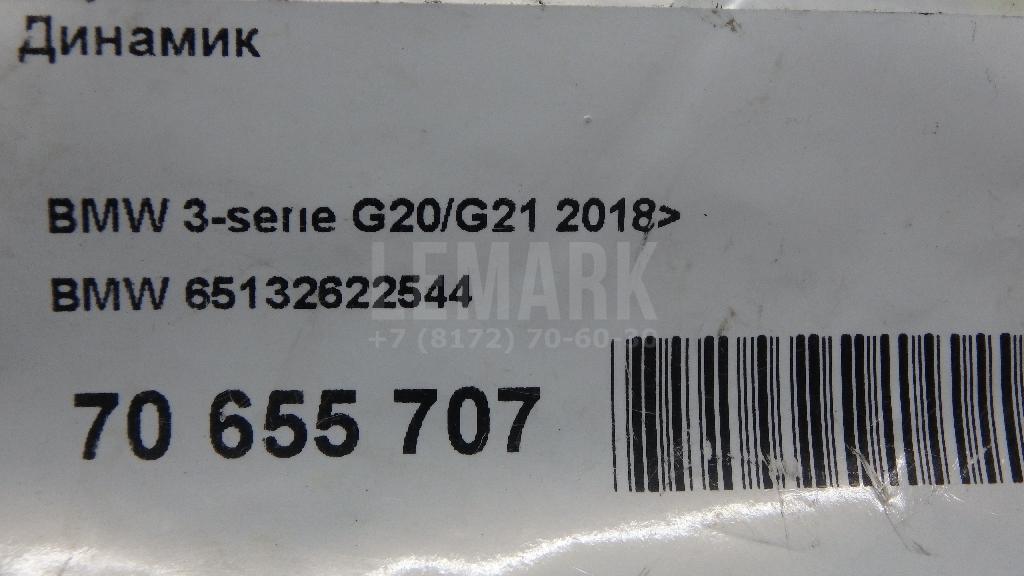 Динамик
BMW 3-serie G20/G21 2018>
BMW 65132622544
LEMARK
+7 (8172) 70-60-30
70 655 707